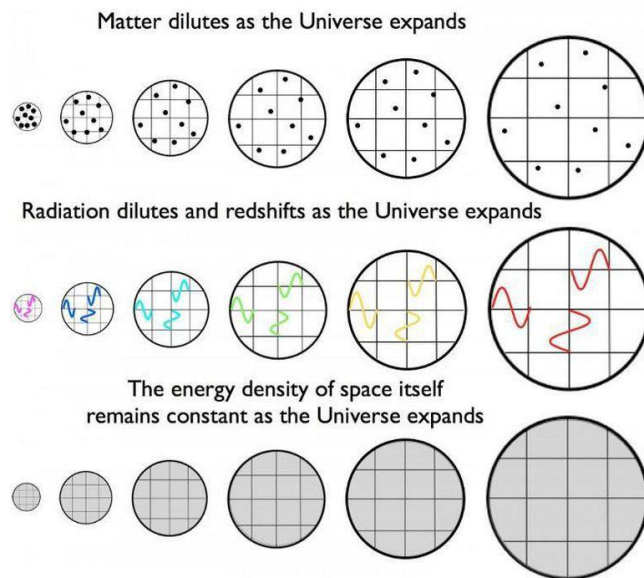 Matter dilutes as the Universe expands
Radiation dilutes and redshifts as the Universe expands
The energy density of space itself
remains constant as the Universe expands